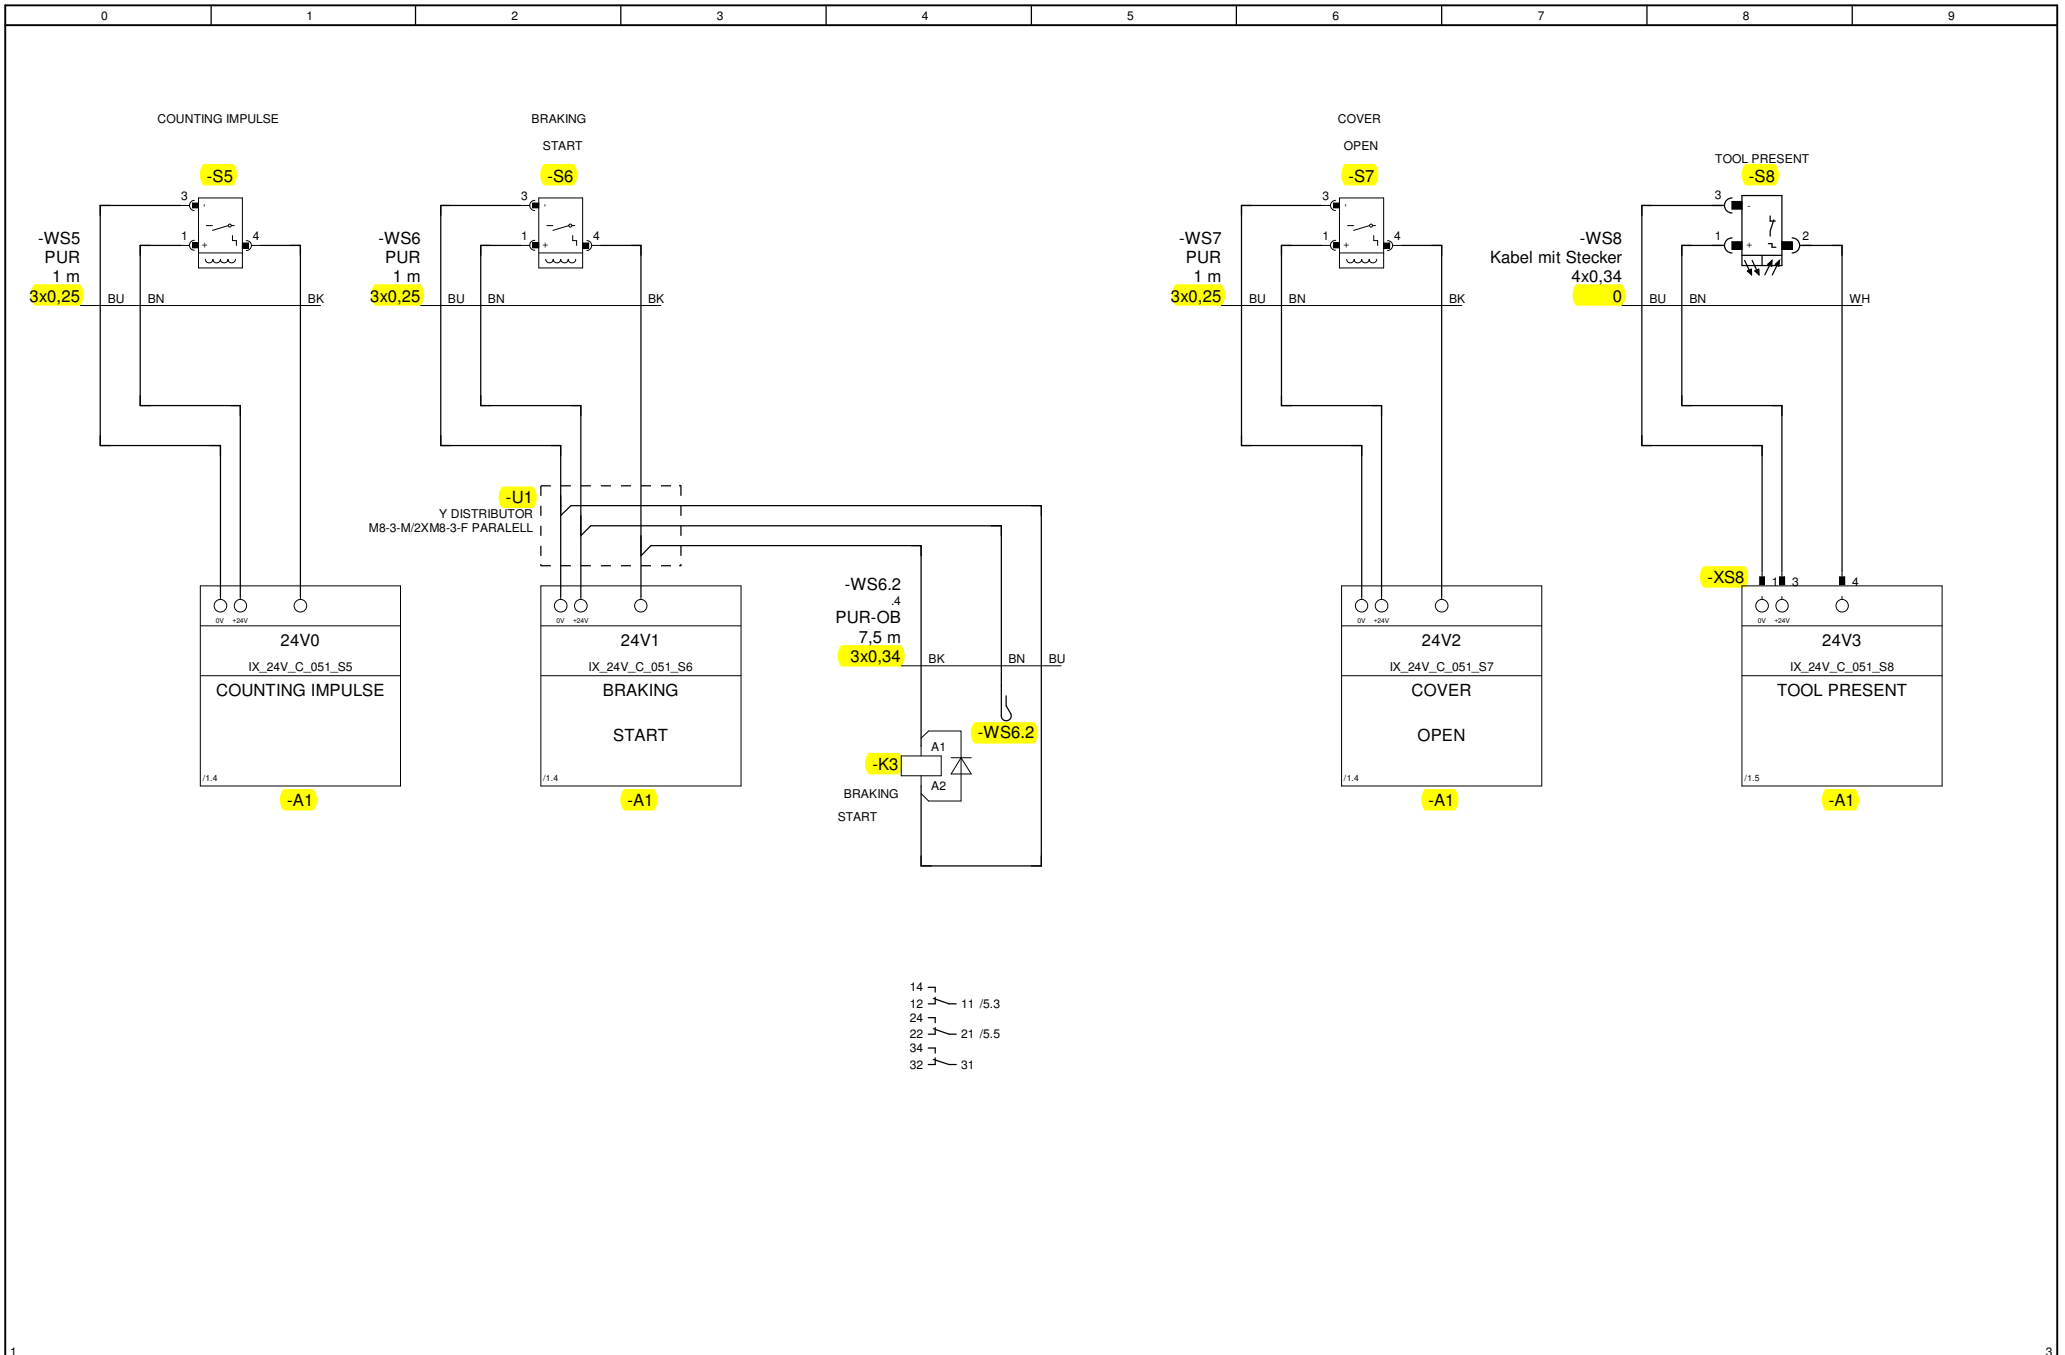 0 1 2 3 4 5 6 7 8 9
COUNTING IMPULSE
-S5
3
1
4
-
+
-WS5
PUR
1 m
3x0,25
BU BN BK
BRAKING
START
-S6
3
1
4
-
+
-WS6
PUR
1 m
3x0,25
BU BN BK
COVER
OPEN
-S7
3
1
4
-
+
-WS7
PUR
1 m
3x0,25
BU BN BK
TOOL PRESENT
-S8
3
1
2
-
+
-WS8
Kabel mit Stecker
4x0,34
0
BU BN WH
-U1
Y DISTRIBUTOR
M8-3-M/2XM8-3-F PARALELL
-WS6.2
.4
PUR-OB
7,5 m
3x0,34
BK BN BU
-WS6.2
-K3
A1
A2
BRAKING
START
0V +24V
24V0
IX_24V_C_051_S5
COUNTING IMPULSE
/1.4
-A1
0V +24V
24V1
IX_24V_C_051_S6
BRAKING
START
/1.4
-A1
0V +24V
24V2
IX_24V_C_051_S7
COVER
OPEN
/1.4
-A1
-XS8
1 3 4
0V +24V
24V3
IX_24V_C_051_S8
TOOL PRESENT
/1.5
-A1
14
12 11 /5.3
24
22 21 /5.5
34
32 31
1 3